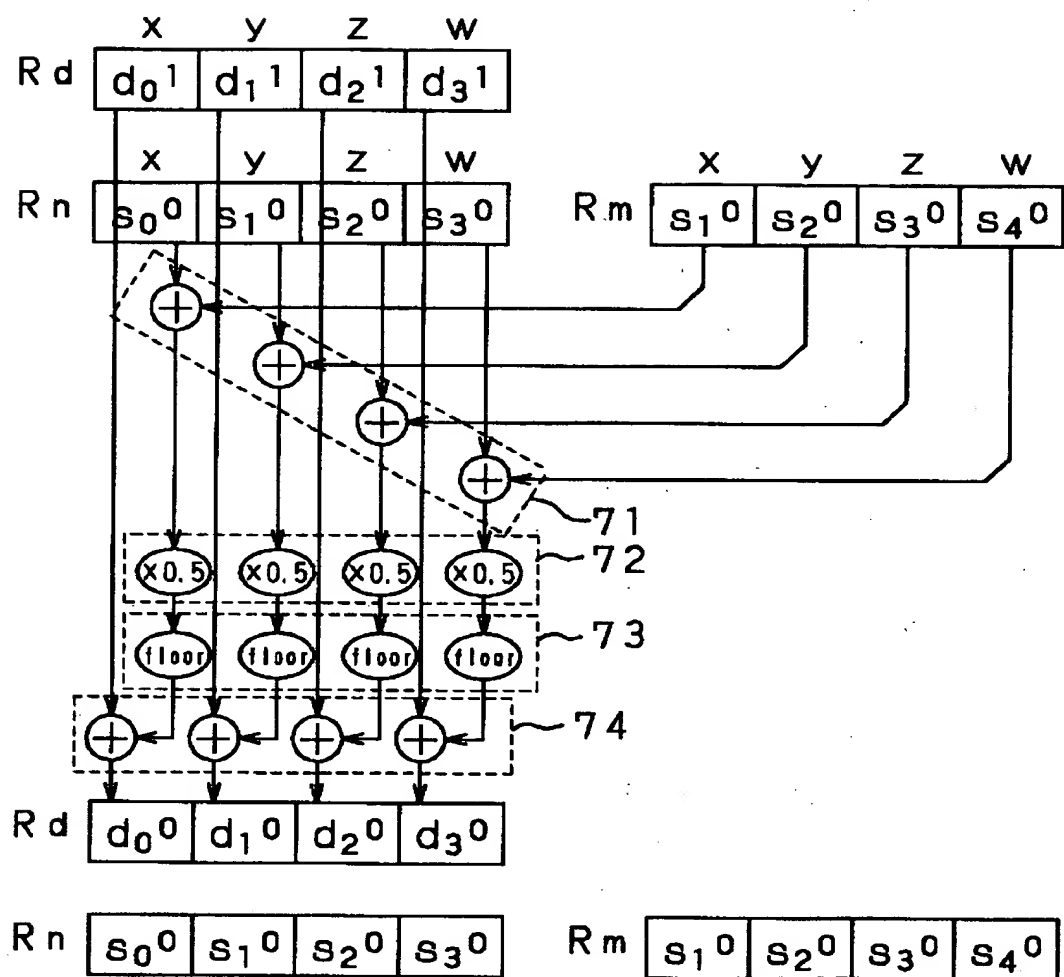 x y z w
Rd d₀¹ d₁¹ d₂¹ d₃¹
x y z w
Rn s₀⁰ s₁⁰ s₂⁰ s₃⁰
x y z w
Rm s₁⁰ s₂⁰ s₃⁰ s₄⁰
+
+
+
+
71
×0.5 ×0.5 ×0.5 ×0.5 72
floor floor floor floor 73
+ + + + 74
Rd d₀⁰ d₁⁰ d₂⁰ d₃⁰
Rn s₀⁰ s₁⁰ s₂⁰ s₃⁰
Rm s₁⁰ s₂⁰ s₃⁰ s₄⁰